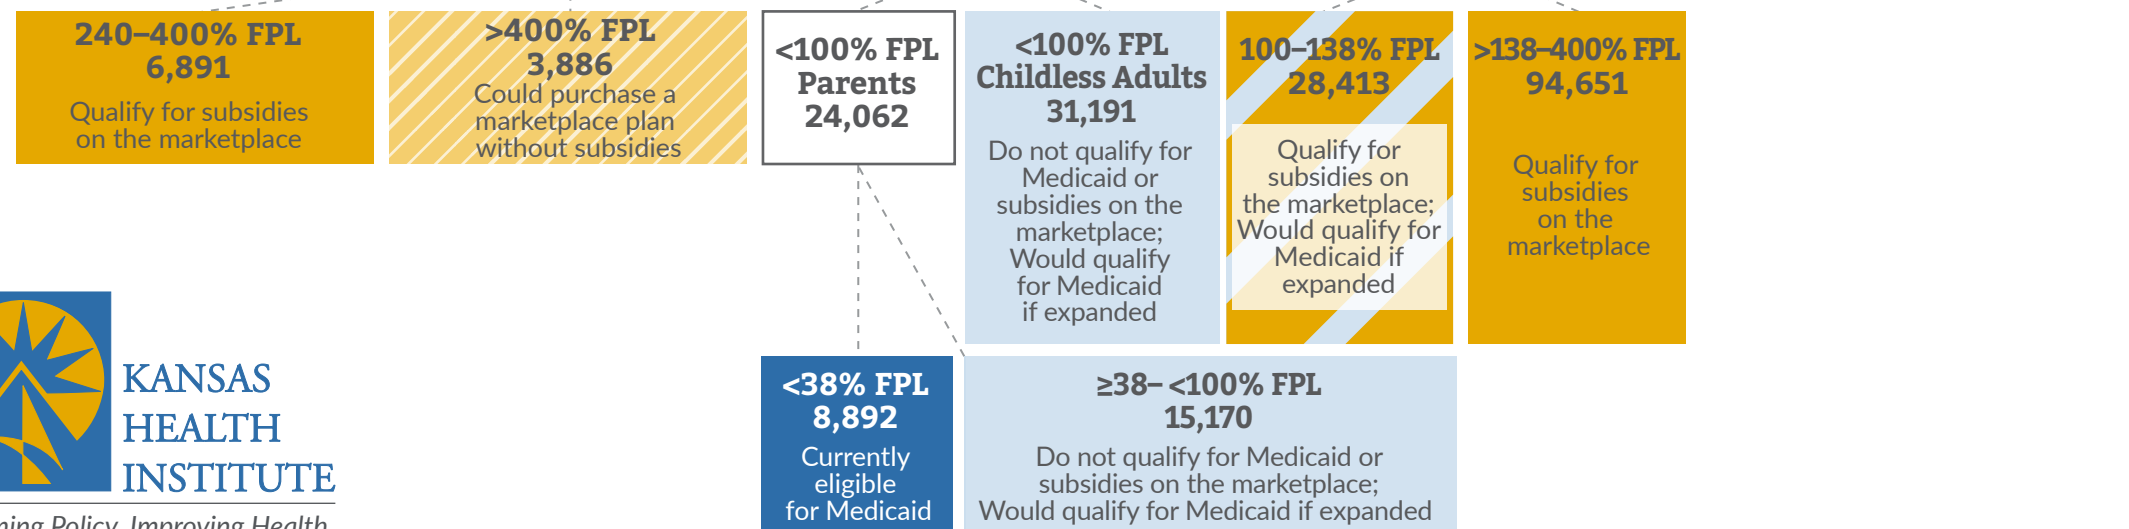 240–400% FPL
6,891
Qualify for subsidies
on the marketplace
>400% FPL
3,886
Could purchase a
marketplace plan
without subsidies
<100% FPL
Parents
24,062
<100% FPL
Childless Adults
31,191
Do not qualify for
Medicaid or
subsidies on the
marketplace;
Would qualify
for Medicaid
if expanded
100–138% FPL
28,413
Qualify for
subsidies on
the marketplace;
Would qualify for
Medicaid if
expanded
>138–400% FPL
94,651
Qualify for
subsidies
on the
marketplace
<38% FPL
8,892
Currently
eligible
for Medicaid
≥38– <100% FPL
15,170
Do not qualify for Medicaid or
subsidies on the marketplace;
Would qualify for Medicaid if expanded
KANSAS
HEALTH
INSTITUTE
Policy. Improving Health